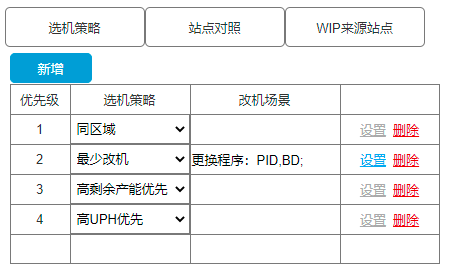 选机策略 站点对照 WIP来源站点
新增
优先级 选机策略 改机场景
1 同区域 设置 删除
2 最少改机 更换程序：PID,BD; 设置 删除
3 高剩余产能优先 设置 删除
4 高UPH优先 设置 删除